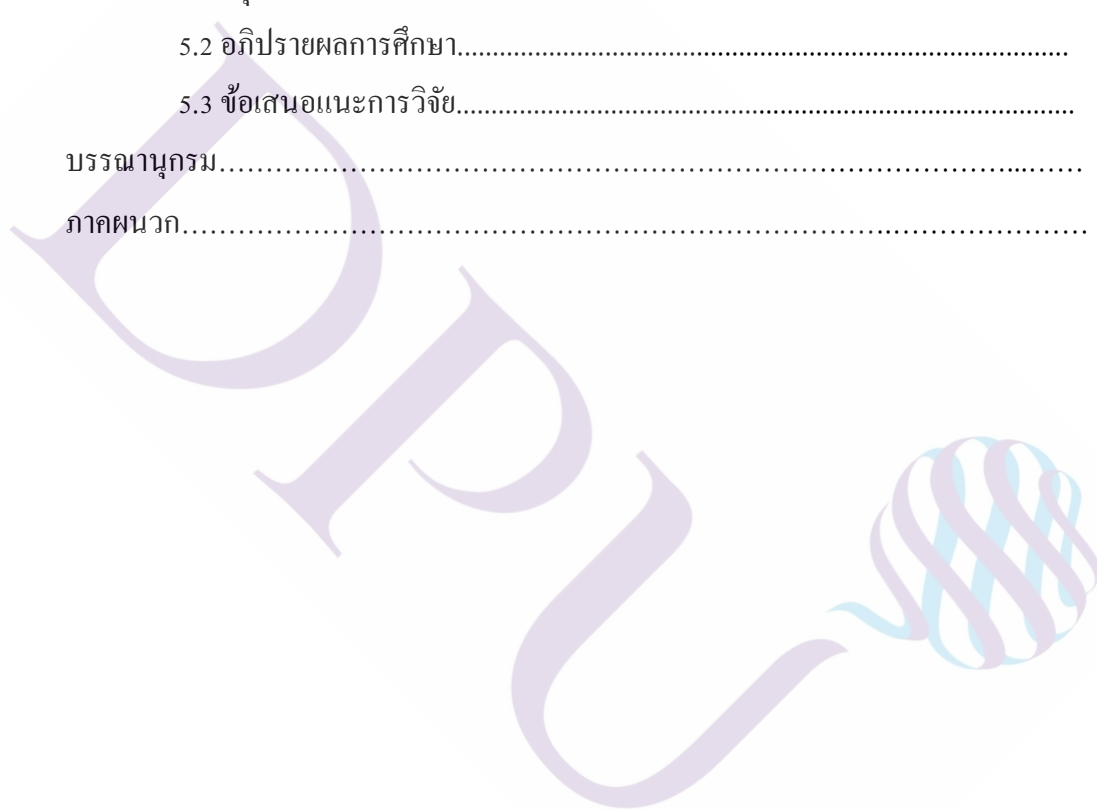 5.2 อภิปรายผลการศึกษา................................................................................
5.3 ข้อเสนอแนะการวิจัย................................................................................
บรรณานุกรม……………………………………………………………………………...……
ภาคผนวก…………………………………………………………………….…………………
DPU